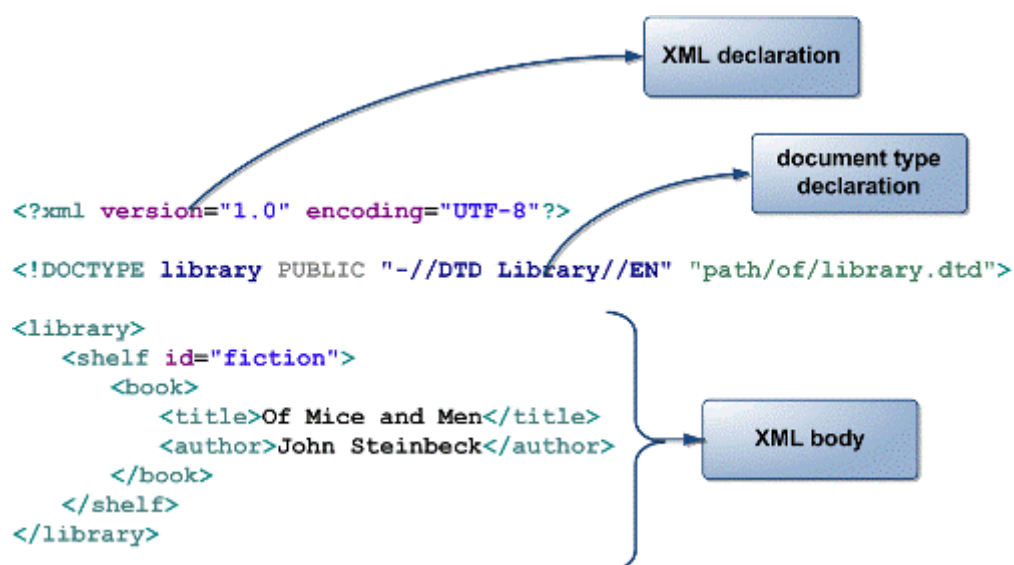 XML declaration
document type
declaration
<?xml version="1.0" encoding="UTF-8"?>
<!DOCTYPE library PUBLIC "-//DTD Library//EN" "path/of/library.dtd">
<library>
<shelf id="fiction">
<book>
<title>Of Mice and Men</title>
<author>John Steinbeck</author>
</book>
</shelf>
</library>
XML body